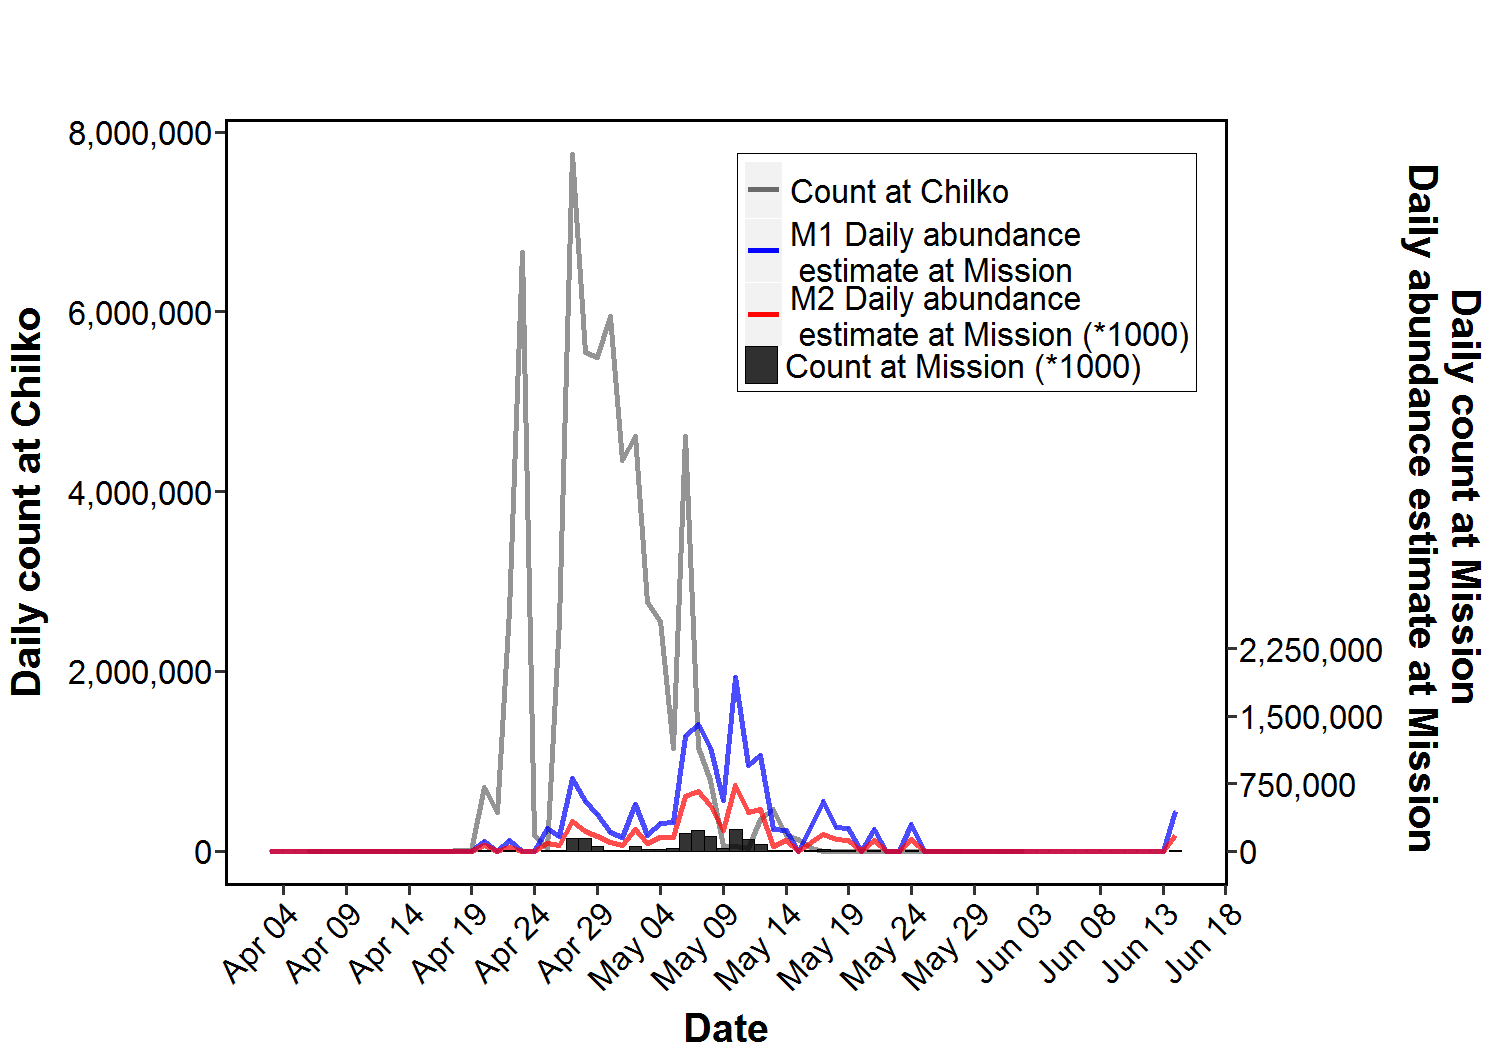 8,000,000
6,000,000
4,000,000
2,000,000
0
Daily count at Chilko
Count at Chilko
M1 Daily abundance
estimate at Mission
M2 Daily abundance
estimate at Mission (*1000)
Count at Mission (*1000)
2,250,000
1,500,000
750,000
0
Daily count at Mission
Daily abundance estimate at Mission
Apr 04
Apr 09
Apr 14
Apr 19
Apr 24
Apr 29
May 04
May 09
May 14
May 19
May 24
May 29
Jun 03
Jun 08
Jun 13
Jun 18
Date